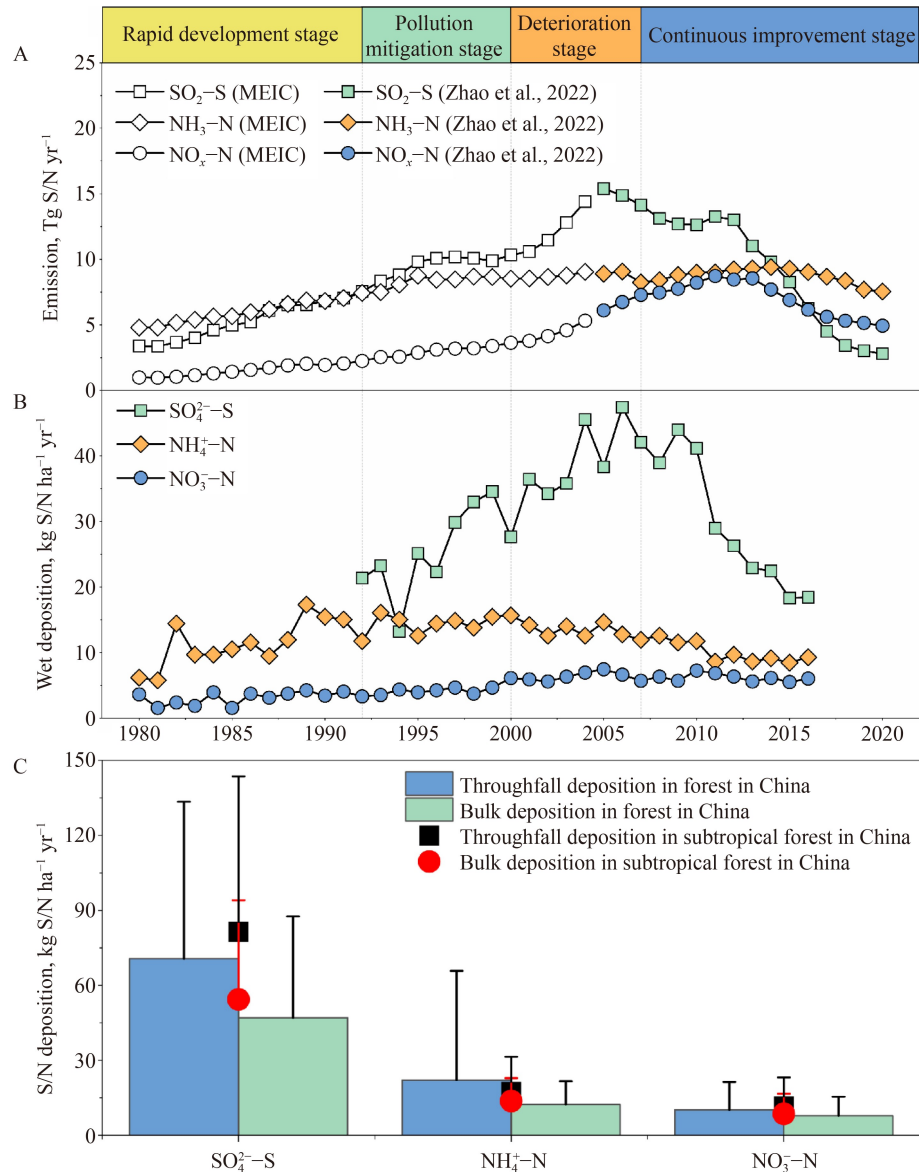 Rapid development stage
Pollution
mitigation stage
Deterioration
stage
Continuous improvement stage
A
25
20
15
10
5
0
Emission, Tg S/N yr⁻¹
SO₂−S (MEIC)
NH₃−N (MEIC)
NOₓ−N (MEIC)
SO₂−S (Zhao et al., 2022)
NH₃−N (Zhao et al., 2022)
NOₓ−N (Zhao et al., 2022)
B
40
30
20
10
0
Wet deposition, kg S/N ha⁻¹ yr⁻¹
SO₄²⁻−S
NH₄⁺−N
NO₃⁻−N
1980 1985 1990 1995 2000 2005 2010 2015 2020
C
150
120
90
60
30
0
S/N deposition, kg S/N ha⁻¹ yr⁻¹
Throughfall deposition in forest in China
Bulk deposition in forest in China
Throughfall deposition in subtropical forest in China
Bulk deposition in subtropical forest in China
SO₄²⁻−S NH₄⁺−N NO₃⁻−N